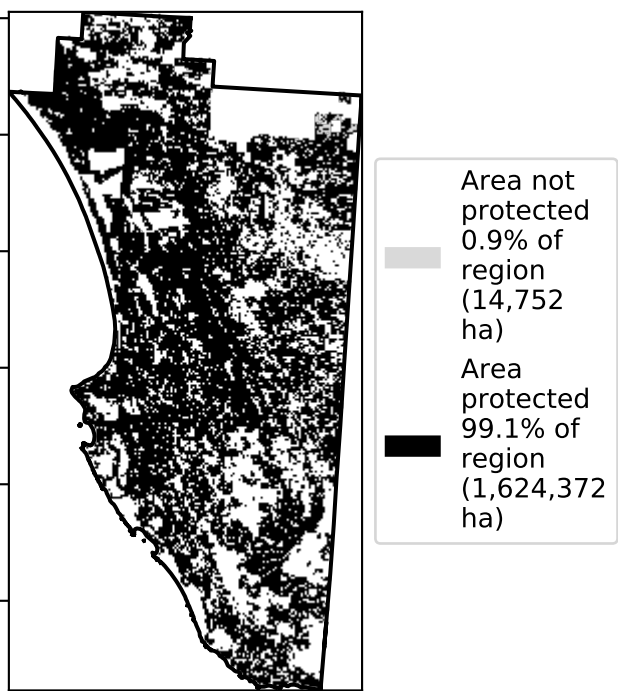 Area not
protected
0.9% of
region
(14,752
ha)
Area
protected
99.1% of
region
(1,624,372
ha)